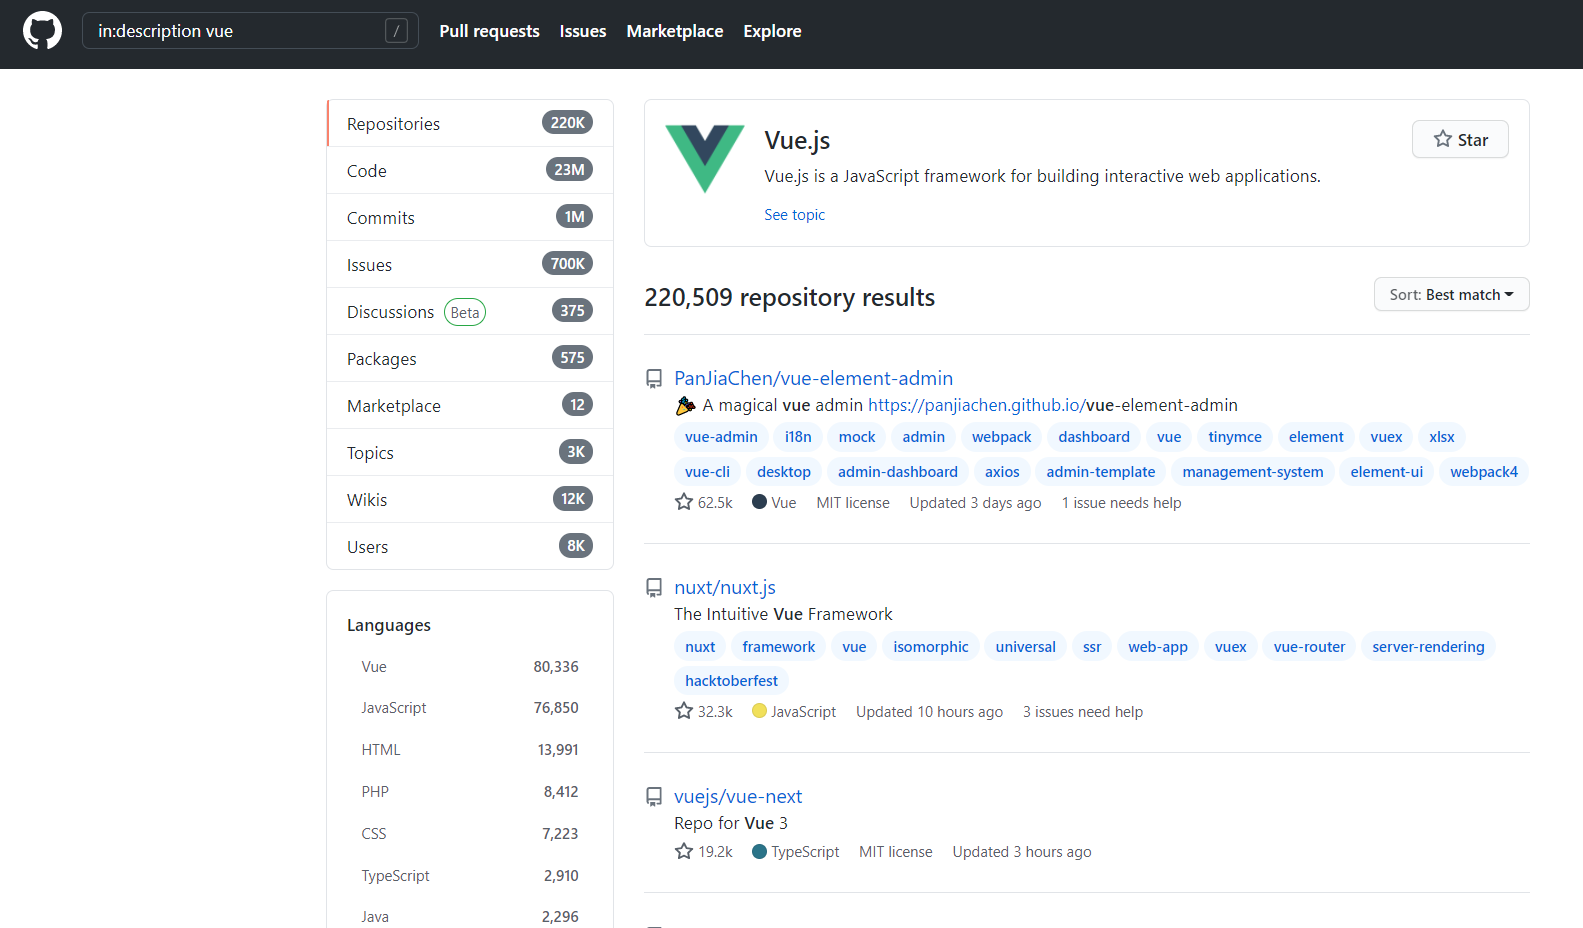 in:description vue /
Pull requests Issues Marketplace Explore
Repositories 220K
Code 23M
Commits 1M
Issues 700K
Discussions Beta 375
Packages 575
Marketplace 12
Topics 3K
Wikis 12K
Users 8K
Languages
Vue 80,336
JavaScript 76,850
HTML 13,991
PHP 8,412
CSS 7,223
TypeScript 2,910
Java 2,296
Vue.js
Star
Vue.js is a JavaScript framework for building interactive web applications.
See topic
220,509 repository results
Sort: Best match
PanJiaChen/vue-element-admin
A magical vue admin https://panjiachen.github.io/vue-element-admin
vue-admin i18n mock admin webpack dashboard vue tinymce element vuex xlsx
vue-cli desktop admin-dashboard axios admin-template management-system element-ui webpack4
62.5k Vue MIT license Updated 3 days ago 1 issue needs help
nuxt/nuxt.js
The Intuitive Vue Framework
nuxt framework vue isomorphic universal ssr web-app vuex vue-router server-rendering
hacktoberfest
32.3k JavaScript Updated 10 hours ago 3 issues need help
vuejs/vue-next
Repo for Vue 3
19.2k TypeScript MIT license Updated 3 hours ago